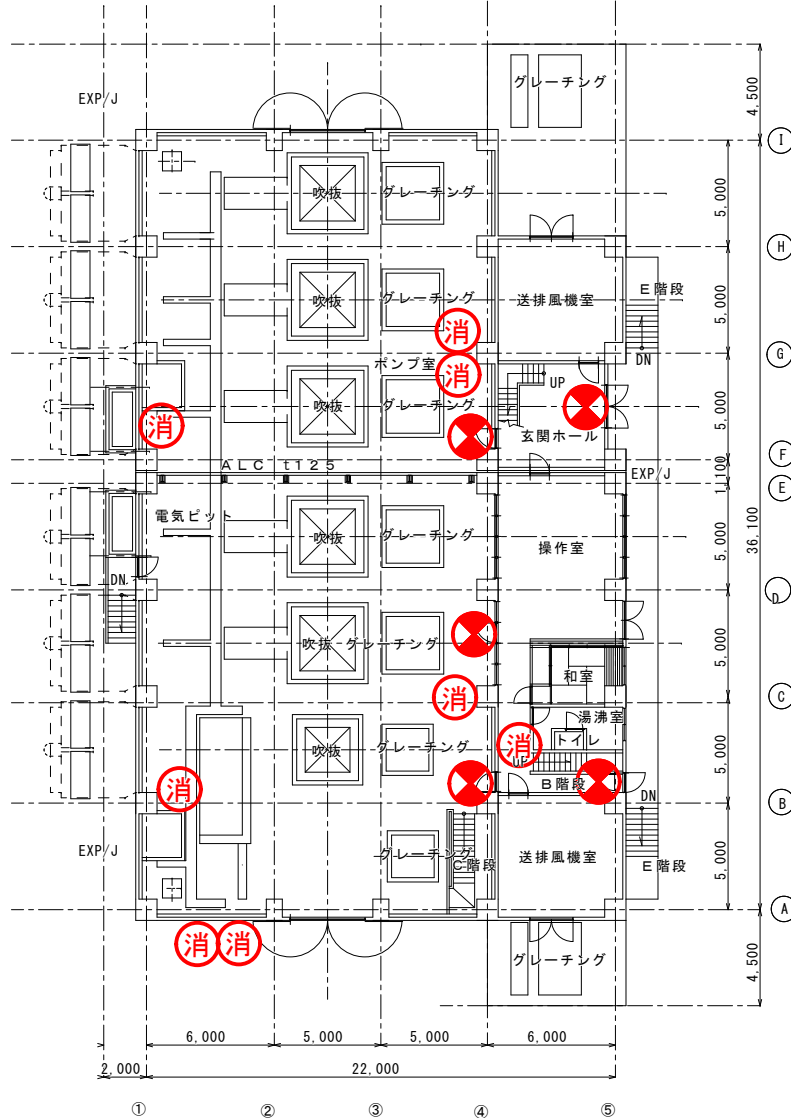 グレーチング
EXP/J
4,500
I
吹抜
グレーチング
5,000
H
送排風機室
E階段
吹抜
グレーチング
5,000
消
DN
G
ポンプ室
消
UP
吹抜
グレーチング
5,000
消
玄関ホール
F
ALC t125
EXP/J
1,100
E
電気ピット
吹抜
グレーチング
操作室
5,000
36,100
DN
D
吹抜
グレーチング
5,000
和室
消
C
湯沸室
消
トイレ
吹抜
グレーチング
UP
5,000
消
B階段
DN
B
EXP/J
グレーチング
C階段
送排風機室
E階段
5,000
A
消
消
グレーチング
4,500
6,000
5,000
5,000
6,000
2,000
22,000
①
②
③
④
⑤